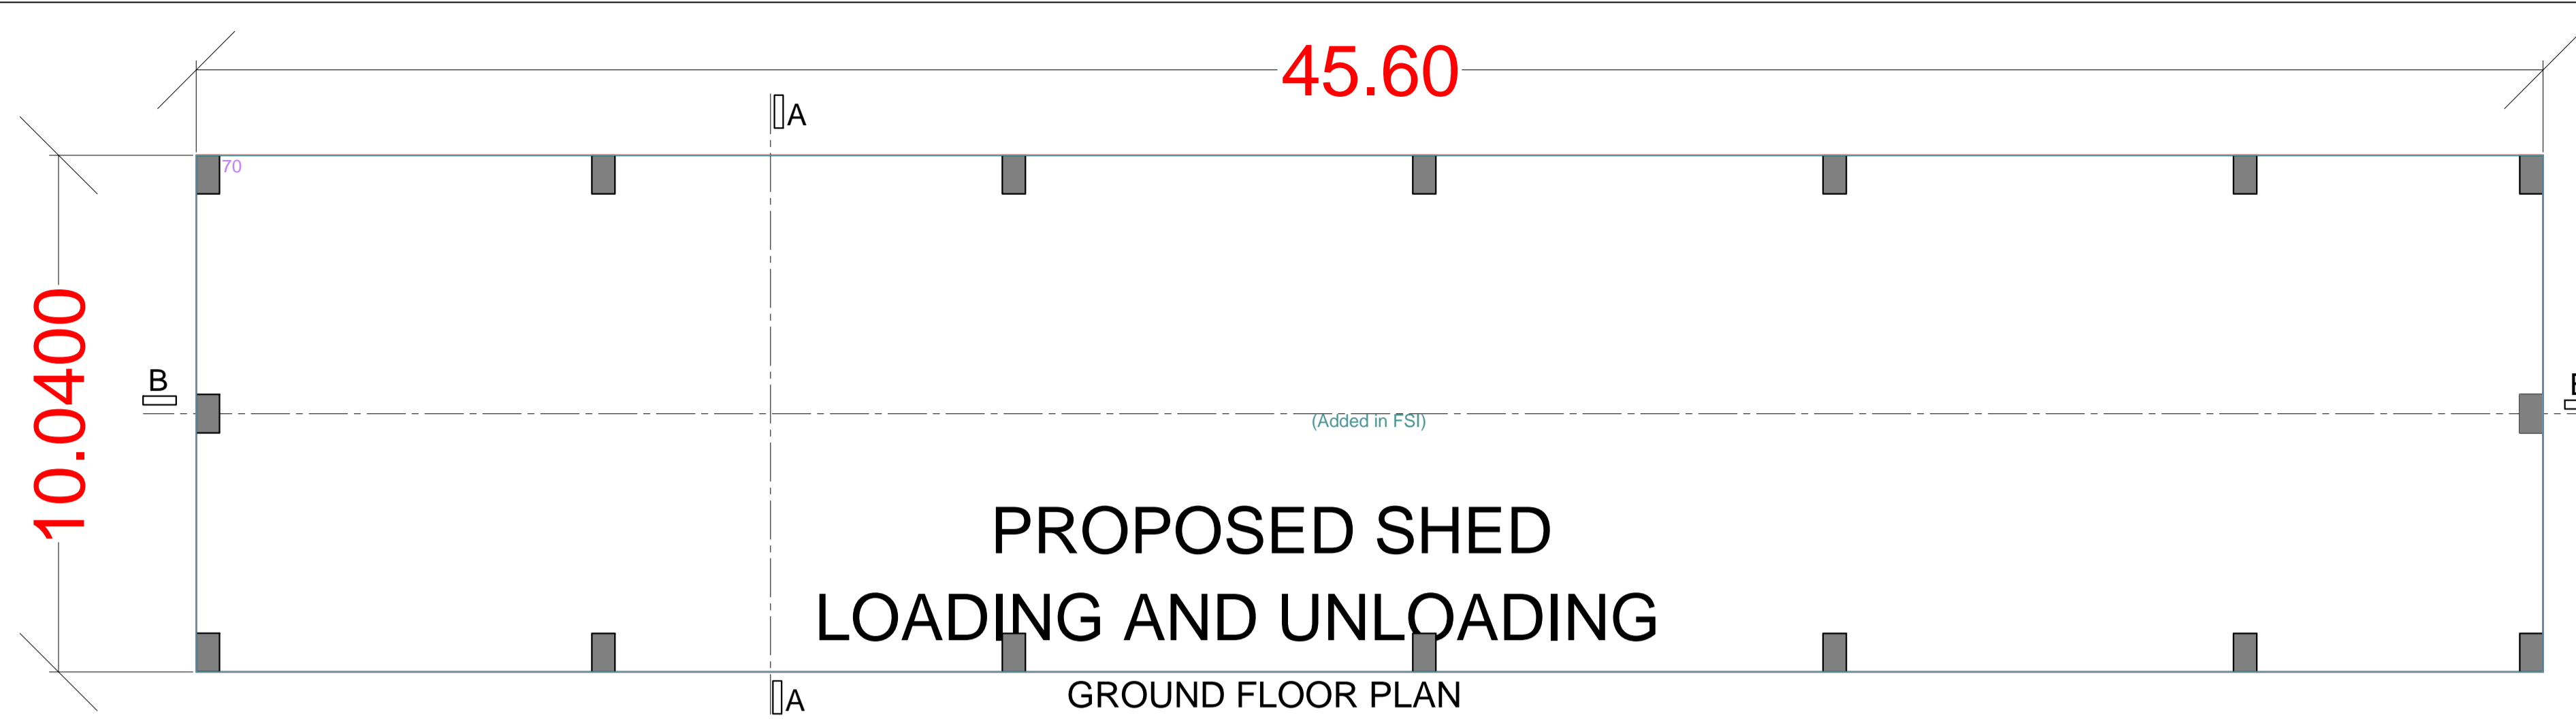 45.60
A
70
10.0400
B
(Added in FSI)
PROPOSED SHED
LOADING AND UNLOADING
A
GROUND FLOOR PLAN